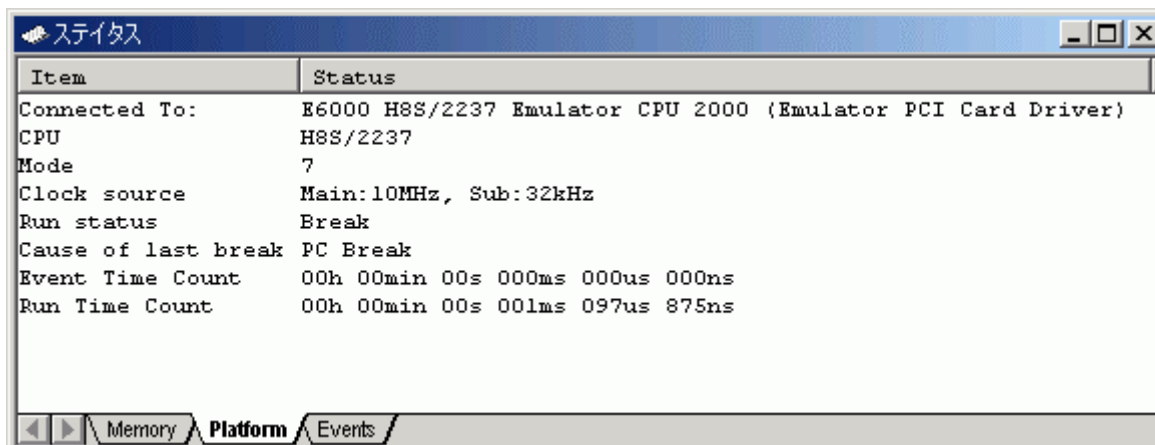 ステイタス
Item Status
Connected To: E6000 H8S/2237 Emulator CPU 2000 (Emulator PCI Card Driver)
CPU H8S/2237
Mode 7
Clock source Main:10MHz, Sub:32kHz
Run status Break
Cause of last break PC Break
Event Time Count 00h 00min 00s 000ms 000us 000ns
Run Time Count 00h 00min 00s 001ms 097us 875ns
Memory Platform Events